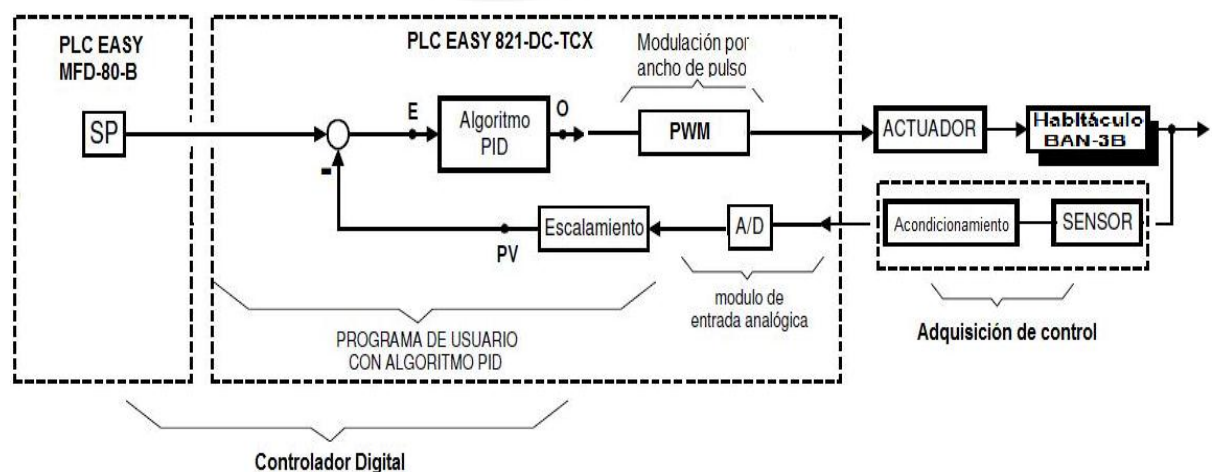 PLC EASY
MFD-80-B
SP
PLC EASY 821-DC-TCX
Modulación por
ancho de pulso
E
Algoritmo
PID
O
PWM
ACTUADOR
Habitáculo
BAN-3B
-
PV
Escalamiento
A/D
Acondicionamiento
SENSOR
modulo de
entrada analógica
Adquisición de control
PROGRAMA DE USUARIO
CON ALGORITMO PID
Controlador Digital